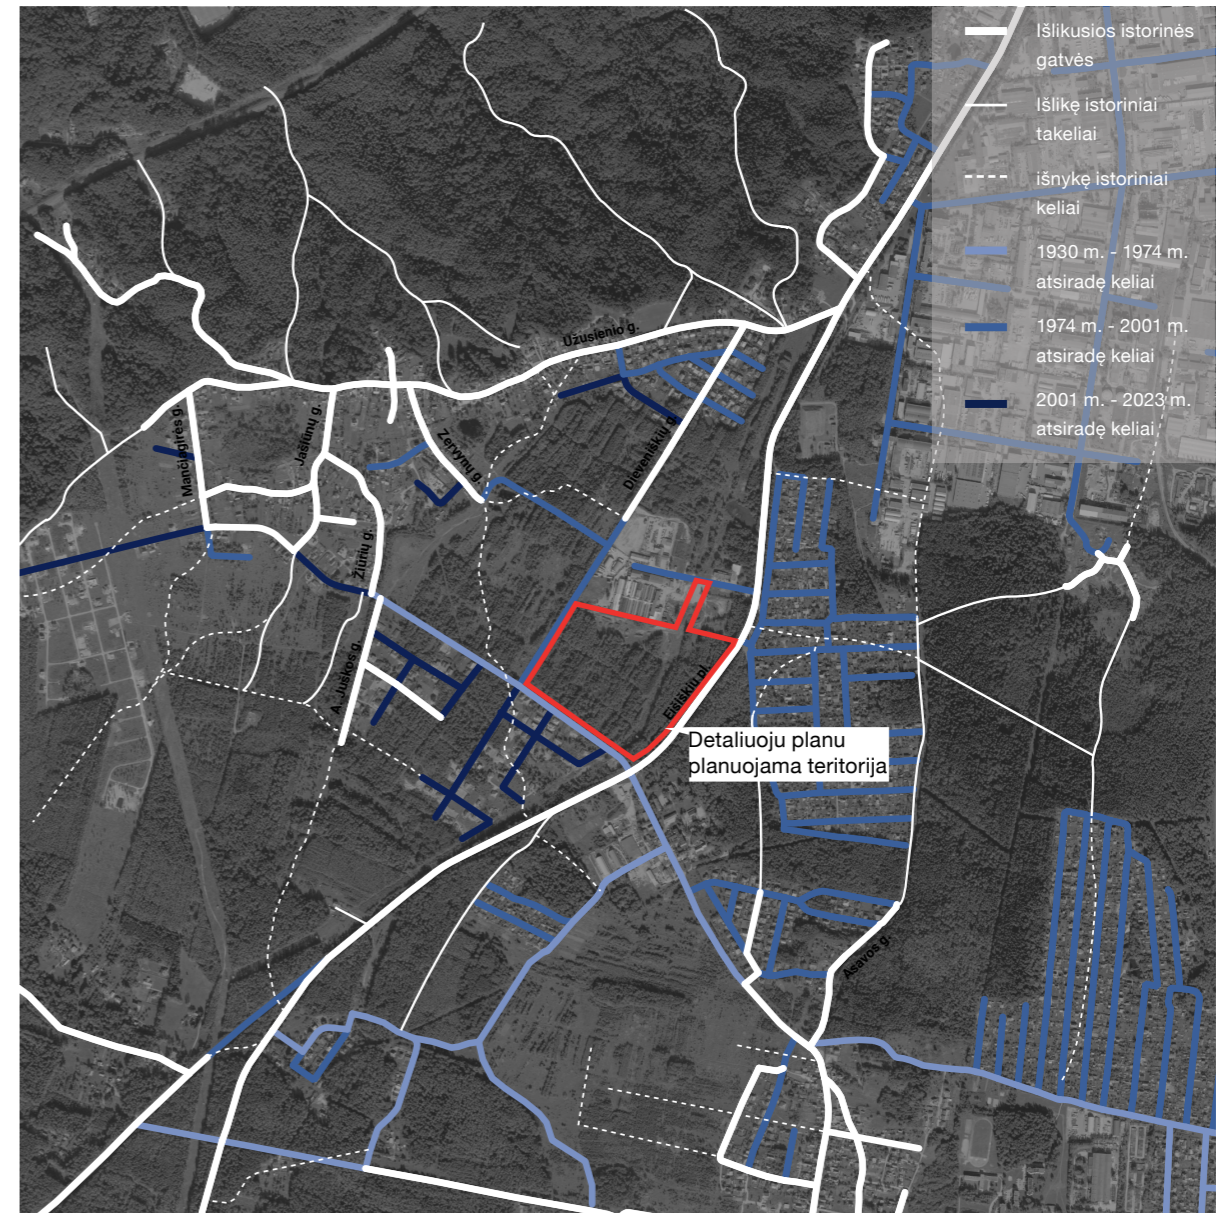 Išlikusios istorinės
gatvės
Išlikę istoriniai
takeliai
išnykę istoriniai
keliai
1930 m. - 1974 m.
atsiradę keliai
1974 m. - 2001 m.
atsiradę keliai
2001 m. - 2023 m.
atsiradę keliai
Užusienio g.
Mančiagirės g.
Jašiūnų g.
Zervynų g.
Dieveniškių g.
Žiūrių g.
A. Juškos g.
Eišiškių pl.
Detaliuoju planu
planuojama teritorija
Asavos g.